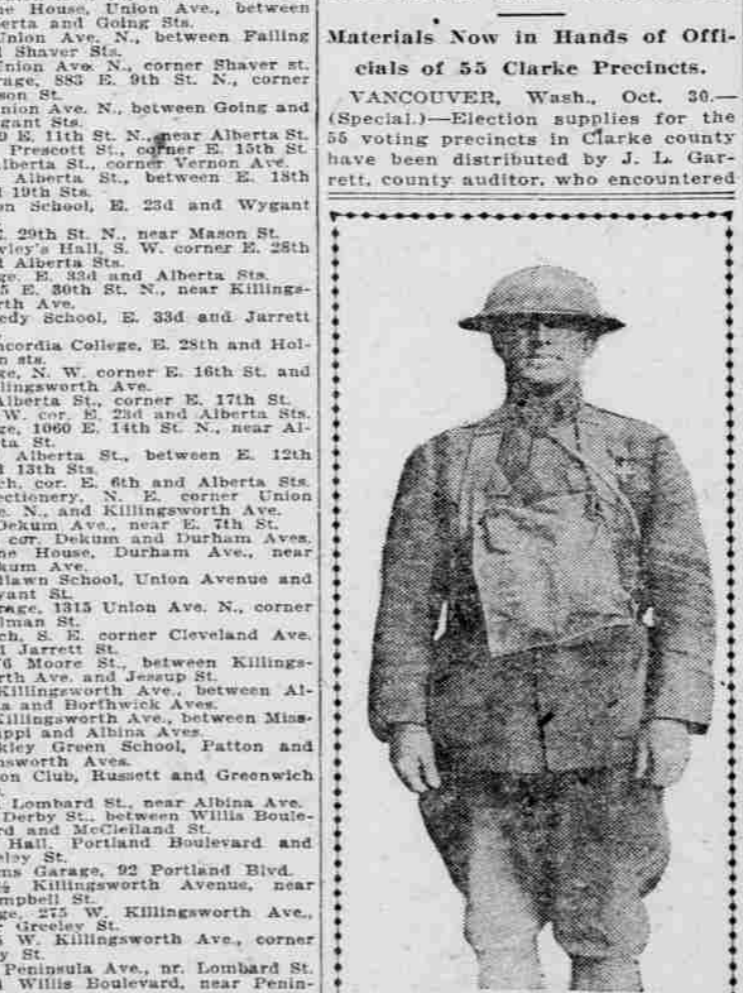 ne House, Union Ave., between
erta and Going Sts.
Union Ave. N., between Failing
d Shaver Sts.
Union Ave. N., corner Shaver st.
rage, 883 E. 9th St. N., corner
son St.
nion Ave. N., between Going and
gant Sts.
9 E. 11th St. N., near Alberta St.
Prescott St., corner E. 15th St.
lberta St., corner Vernon Ave.
Alberta St., between E. 18th
d 19th Sts.
on School, E. 23d and Wygant
E. 29th St. N., near Mason St.
wley's Hall, S. W. corner E. 28th
d Alberta Sts.
ge, E. 33d and Alberta Sts.
5 E. 30th St. N., near Killings-
rth Ave.
edy School, E. 33d and Jarrett
ncordia College, E. 28th and Hol-
n sts.
ge, N. W. corner E. 16th St. and
llingsworth Ave.
Alberta St., corner E. 17th St.
W. cor. E. 23d and Alberta Sts.
ge, 1060 E. 14th St. N., near Al-
ta St.
Alberta St., between E. 12th
d 13th Sts.
ch, cor. E. 6th and Alberta Sts.
ectionery, N. E. corner Union
e. N., and Killingsworth Ave.
Dekum Ave., near E. 7th St.
cor. Dekum and Durham Aves.
ne House, Durham Ave., near
kum Ave.
dlawn School, Union Avenue and
yant St.
rage, 1315 Union Ave. N., corner
lman St.
ch, S. E. corner Cleveland Ave.
d Jarrett St.
76 Moore St., between Killings-
rth Ave. and Jessup St.
Killingsworth Ave., between Al-
a and Borthwick Aves.
Killingsworth Ave., between Miss-
ippi and Albina Aves.
kley Green School, Patton and
nsworth Aves.
on Club, Russett and Greenwich
Lombard St., near Albina Ave.
Derby St., between Willis Boule-
rd and McClelland St.
Hall, Portland Boulevard and
eley St.
ms Garage, 92 Portland Blvd.
½ Killingsworth Avenue, near
mpbell St.
ge, 275 W. Killingsworth Ave.,
r Greeley St.
W. Killingsworth Ave., corner
y St.
Peninsula Ave., nr. Lombard St.
Willis Boulevard, near Penin-
Materials Now in Hands of Offi-
cials of 55 Clarke Precincts.
VANCOUVER, Wash., Oct. 30.—
(Special.)—Election supplies for the
55 voting precincts in Clarke county
have been distributed by J. L. Gar-
rett, county auditor, who encountered